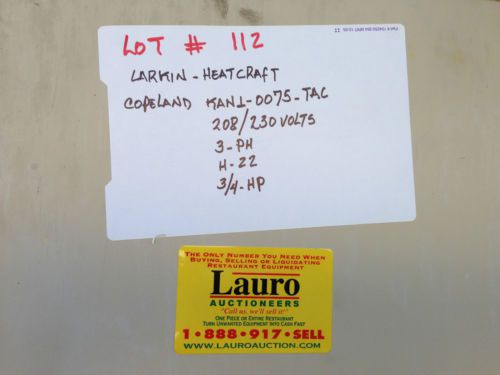 LOT # 112
LARKIN - HEATCRAFT
COPELAND KAN1-0075-TAC
208/230 VOLTS
3-PH
H-22
3/4-HP
THE ONLY NUMBER YOU NEED WHEN
BUYING, SELLING OR LIQUIDATING
RESTAURANT EQUIPMENT
Lauro
AUCTIONEERS
"Call us, we'll sell it!"
ONE PIECE OR ENTIRE RESTAURANT
TURN UNWANTED EQUIPMENT INTO CASH FAST
1•888•917•SELL
WWW.LAUROAUCTION.COM